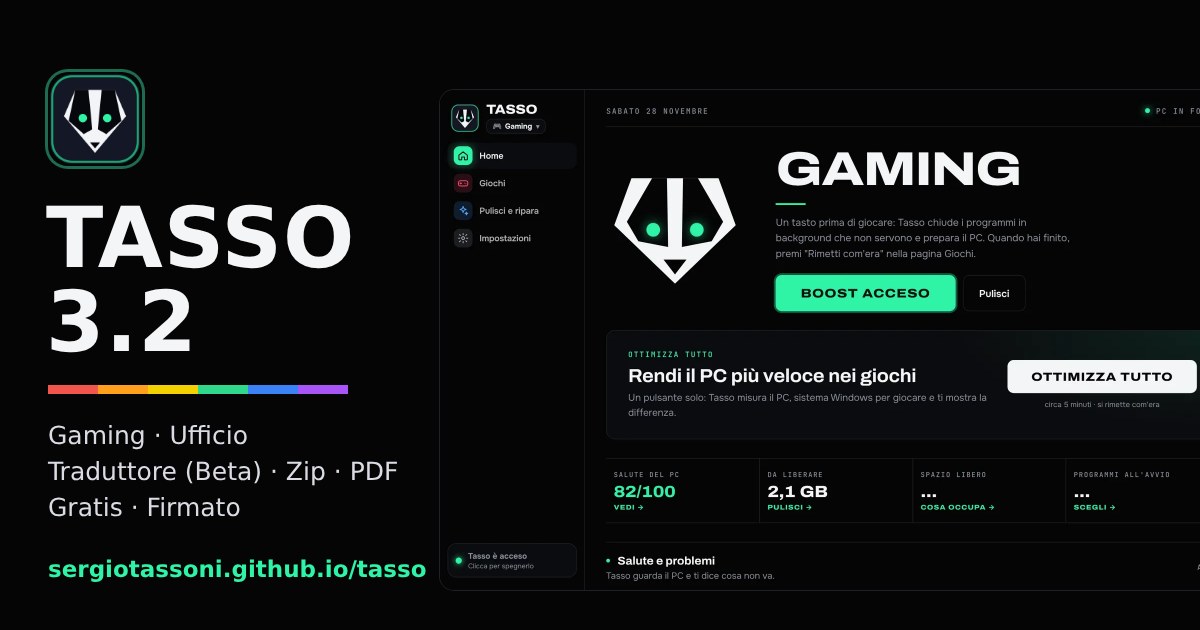 TASSO
3.2
Gaming · Ufficio
Traduttore (Beta) · Zip · PDF
Gratis · Firmato
sergiotassoni.github.io/tasso
TASSO
Gaming
Home
Giochi
Pulisci e ripara
Impostazioni
Tasso è acceso
Clicca per spegnerlo
SABATO 28 NOVEMBRE
PC IN FO
GAMING
Un tasto prima di giocare: Tasso chiude i programmi in
background che non servono e prepara il PC. Quando hai finito,
premi "Rimetti com'era" nella pagina Giochi.
BOOST ACCESO
Pulisci
OTTIMIZZA TUTTO
Rendi il PC più veloce nei giochi
Un pulsante solo: Tasso misura il PC, sistema Windows per giocare e ti mostra la
differenza.
OTTIMIZZA TUTTO
circa 5 minuti · si rimette com'era
SALUTE DEL PC
82/100
VEDI →
DA LIBERARE
2,1 GB
PULISCI →
SPAZIO LIBERO
...
COSA OCCUPA →
PROGRAMMI ALL'AVVIO
...
SCEGLI →
Salute e problemi
Tasso guarda il PC e ti dice cosa non va.